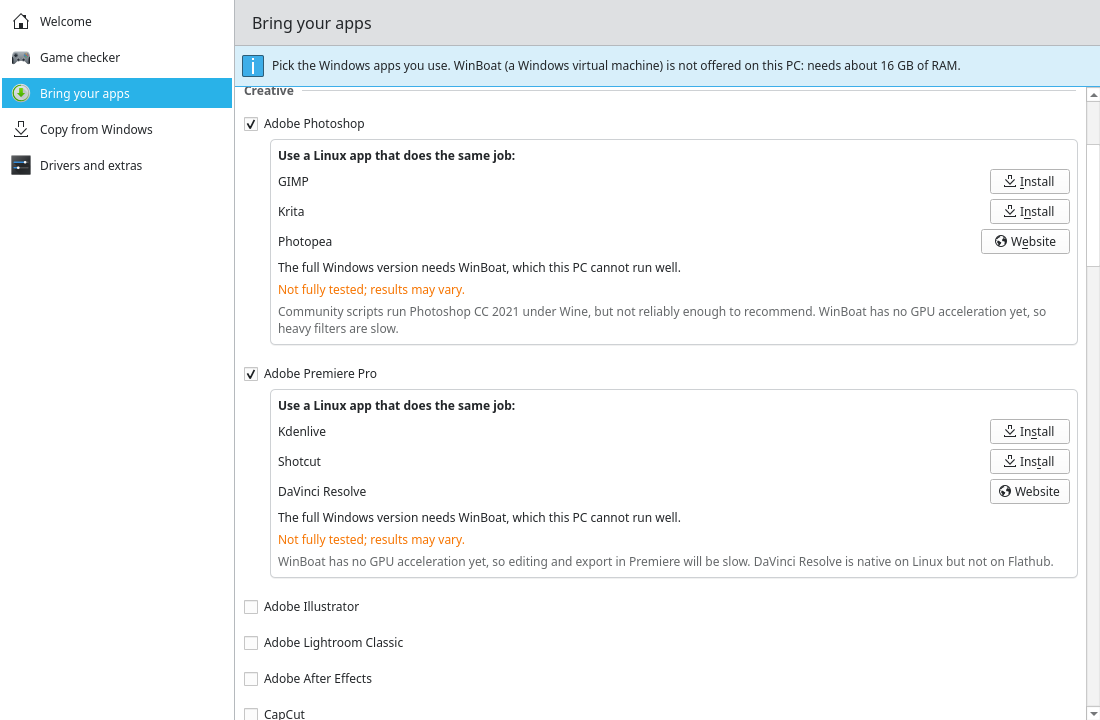 Welcome
Game checker
Bring your apps
Copy from Windows
Drivers and extras
Bring your apps
Pick the Windows apps you use. WinBoat (a Windows virtual machine) is not offered on this PC: needs about 16 GB of RAM.
Creative
Adobe Photoshop
Use a Linux app that does the same job:
GIMP
Install
Krita
Install
Photopea
Website
The full Windows version needs WinBoat, which this PC cannot run well.
Not fully tested; results may vary.
Community scripts run Photoshop CC 2021 under Wine, but not reliably enough to recommend. WinBoat has no GPU acceleration yet, so
heavy filters are slow.
Adobe Premiere Pro
Use a Linux app that does the same job:
Kdenlive
Install
Shotcut
Install
DaVinci Resolve
Website
The full Windows version needs WinBoat, which this PC cannot run well.
Not fully tested; results may vary.
WinBoat has no GPU acceleration yet, so editing and export in Premiere will be slow. DaVinci Resolve is native on Linux but not on Flathub.
Adobe Illustrator
Adobe Lightroom Classic
Adobe After Effects
CapCut